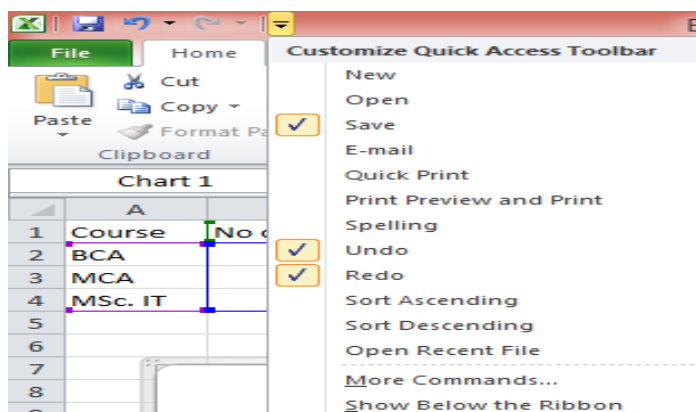 File Home Customize Quick Access Toolbar
Cut
Copy
Paste
Format Pa
Clipboard
New
Open
Save
E-mail
Quick Print
Print Preview and Print
Spelling
Undo
Redo
Sort Ascending
Sort Descending
Open Recent File
More Commands...
Show Below the Ribbon
Chart 1
A
1 Course No
2 BCA
3 MCA
4 MSc. IT
5
6
7
8